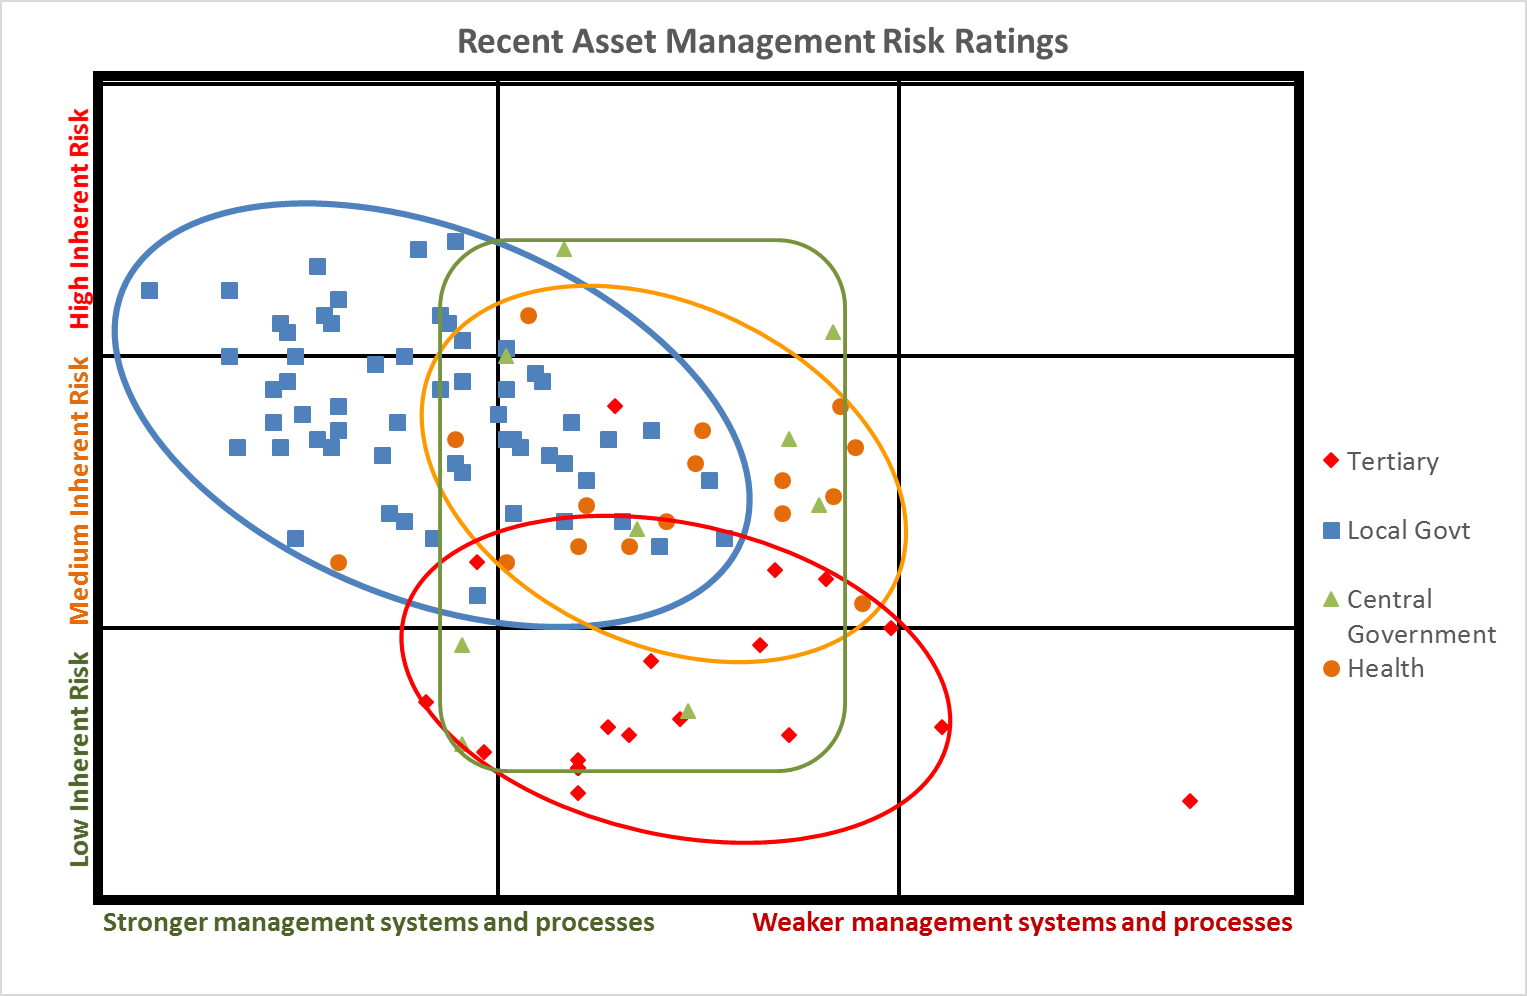 Recent Asset Management Risk Ratings
High Inherent Risk
Medium Inherent Risk
Low Inherent Risk
Stronger management systems and processes
Weaker management systems and processes
Tertiary
Local Govt
Central
Government
Health